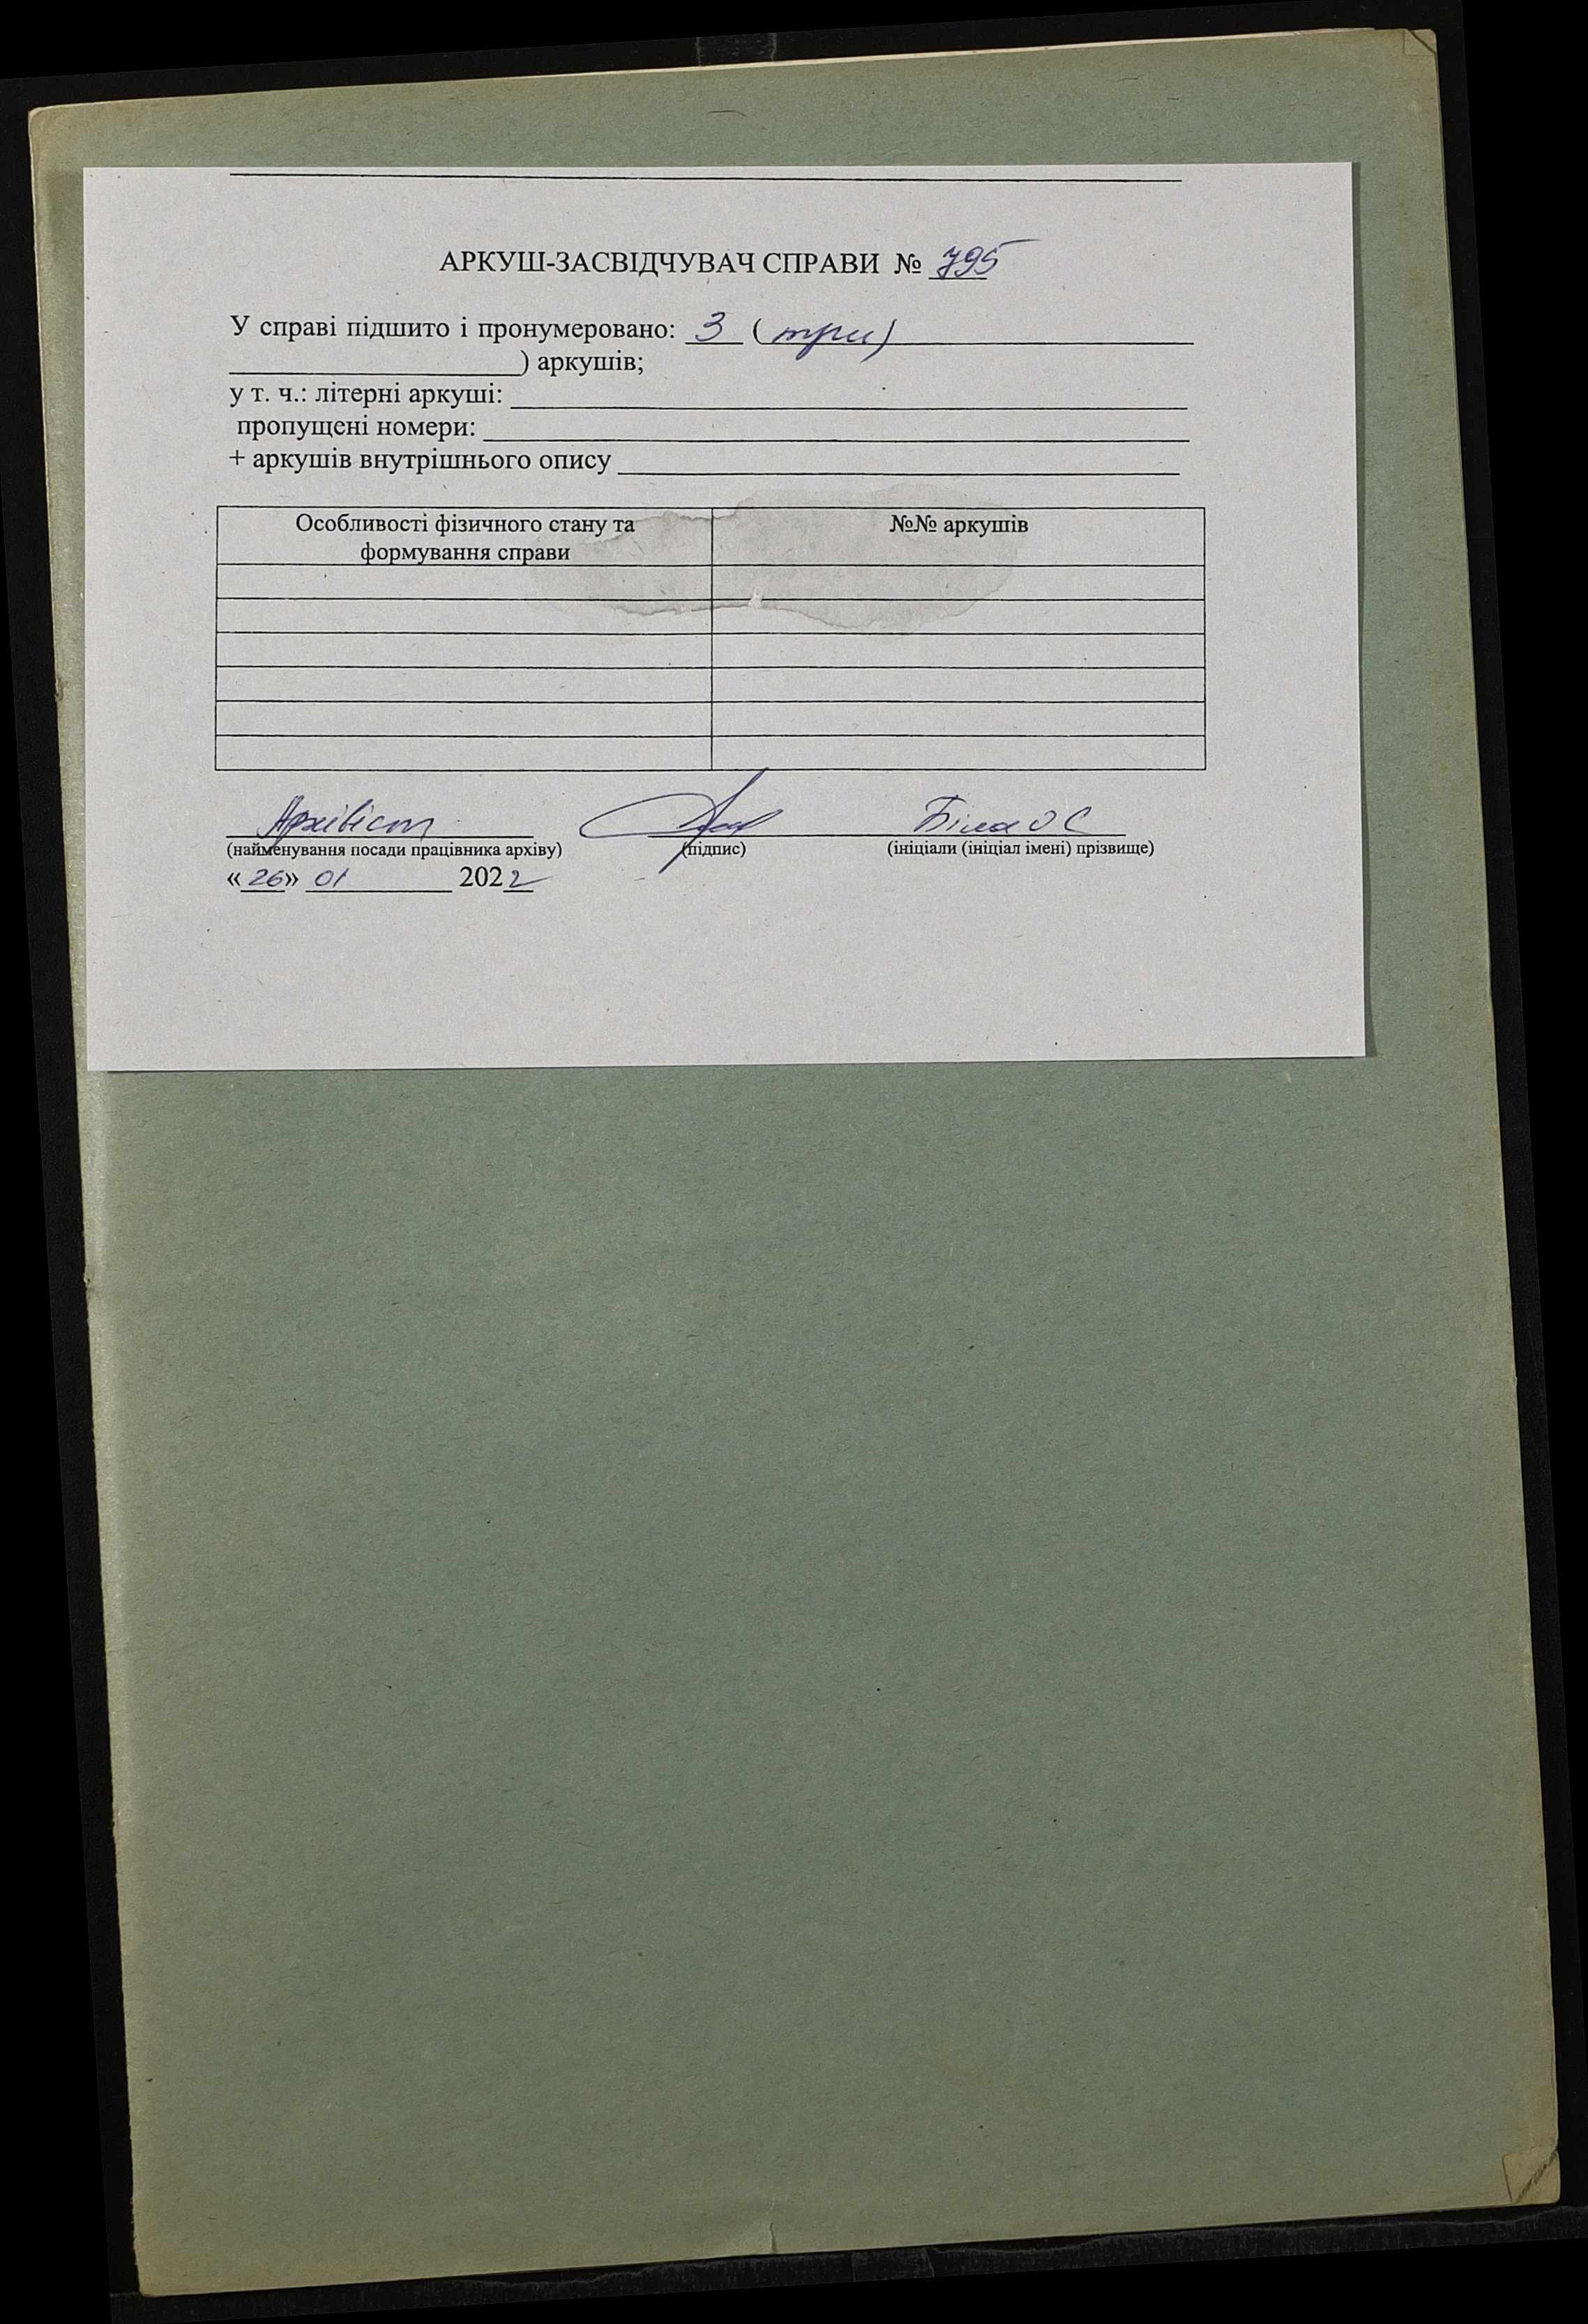 АРКУШ-ЗАСВІДЧУВАЧ СПРАВИ № 795
У справі підшито і пронумеровано: 3 (три)
) аркушів;
у т. ч.: літерні аркуші:
пропущені номери:
+ аркушів внутрішнього опису
Особливості фізичного стану та формування справи №№ аркушів
Архівіст Біла О С
(найменування посади працівника архіву) (підпис) (ініціали (ініціал імені) прізвище)
«26» 01 2022